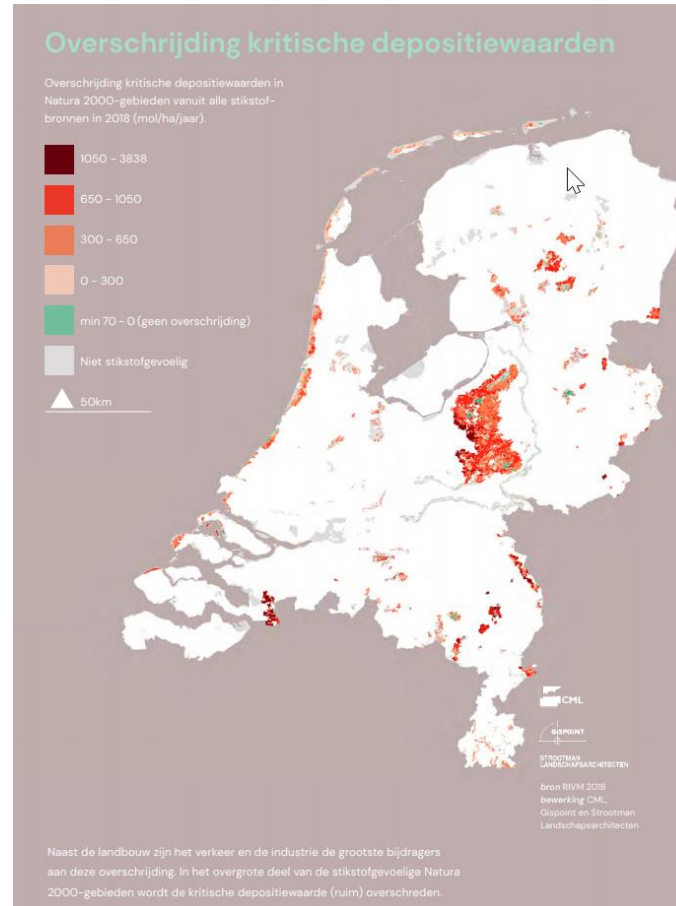 Overschrijding kritische depositiewaarden
Overschrijding kritische depositiewaarden in
Natura 2000-gebieden vanuit alle stikstof-
bronnen in 2018 (mol/ha/jaar).
1050 - 3838
650 - 1050
300 - 650
0 - 300
min 70 - 0 (geen overschrijding)
Niet stikstofgevoelig
50km
CML
GISPOINT
STROOTMAN
LANDSCHAPSARCHITECTEN
bron RIVM 2018
bewerking CML,
Gispoint en Strootman
Landschapsarchitecten
Naast de landbouw zijn het verkeer en de industrie de grootste bijdragers
aan deze overschrijding. In het overgrote deel van de stikstofgevoelige Natura
2000-gebieden wordt de kritische depositiewaarde (ruim) overschreden.